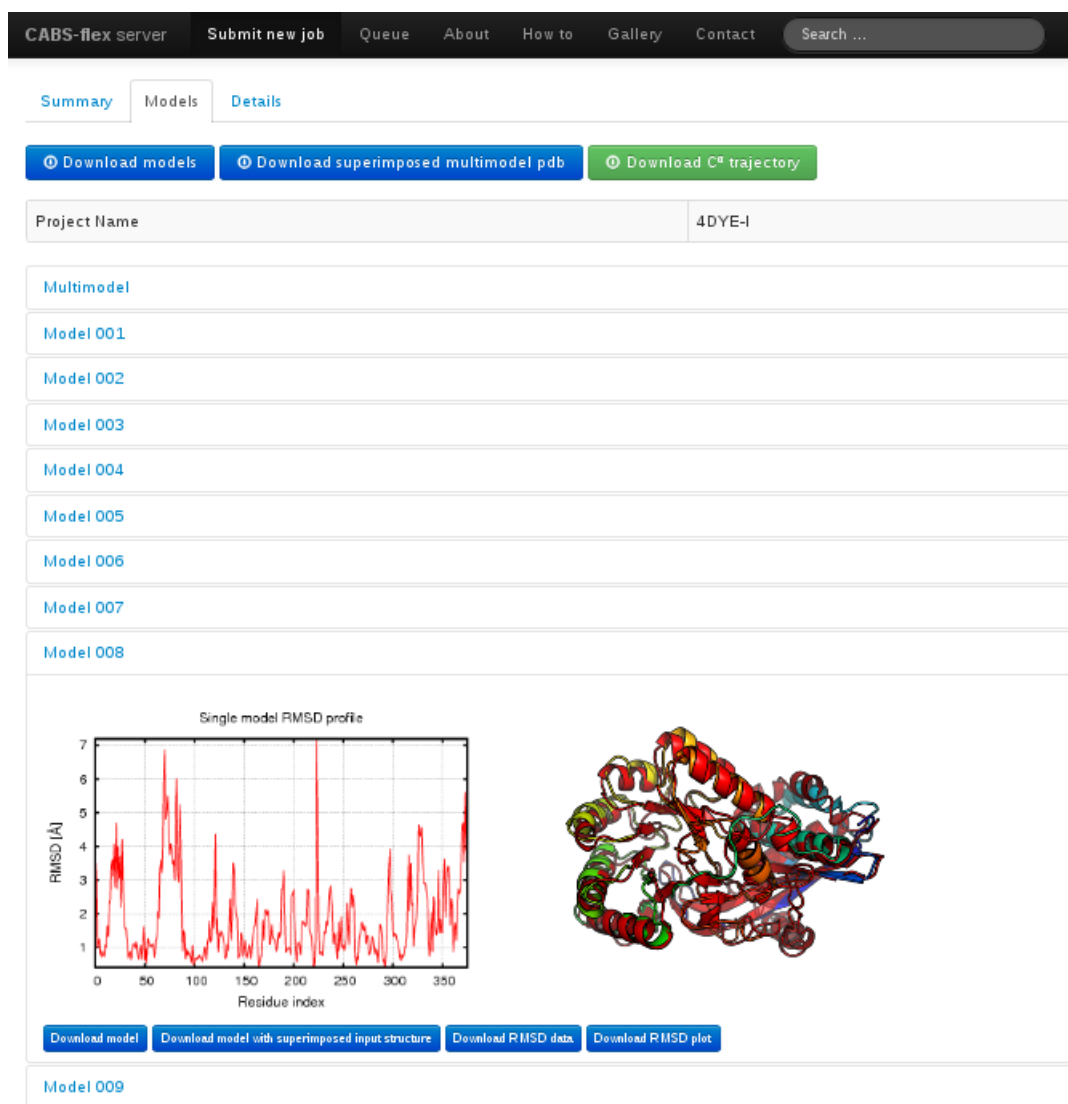 CABS-flex server Submit new job Queue About How to Gallery Contact Search ...
Summary Models Details
Download models Download superimposed multimodel pdb Download Cα trajectory
Project Name 4DYE-I
Multimodel
Model 001
Model 002
Model 003
Model 004
Model 005
Model 006
Model 007
Model 008
Single model RMSD profile
7
6
5
4
3
2
1
RMSD [Å]
0 50 100 150 200 250 300 350
Residue index
Download model Download model with superimposed input structure Download RMSD data Download RMSD plot
Model 009